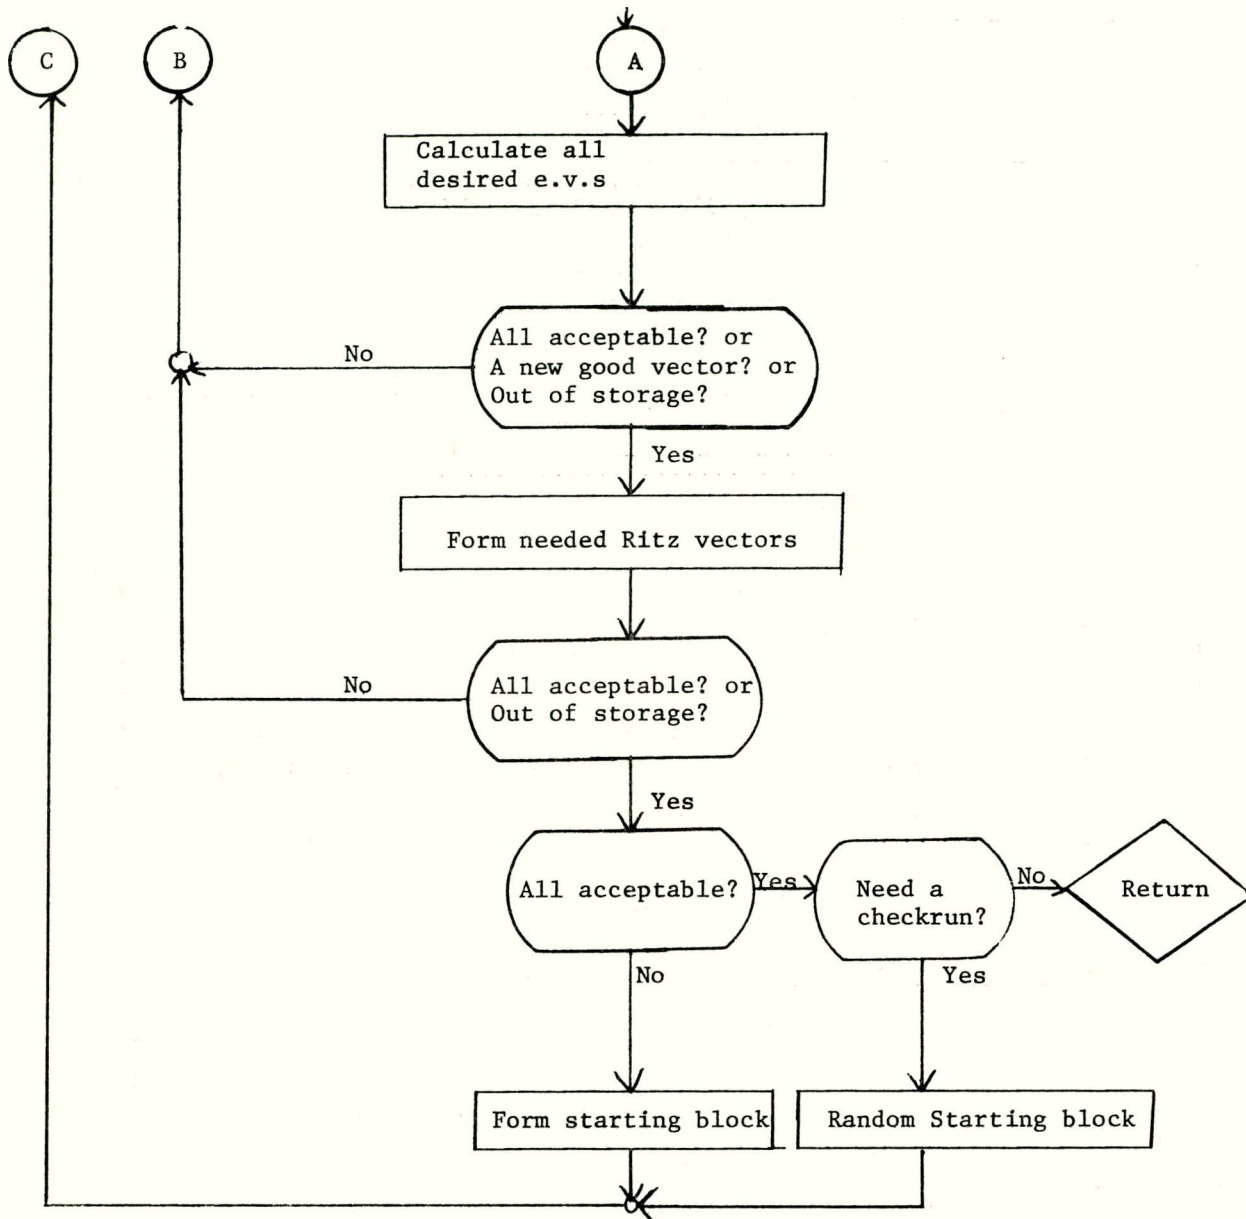 C
B
A
Calculate all
desired e.v.s
All acceptable? or
A new good vector? or
Out of storage?
No
Yes
Form needed Ritz vectors
All acceptable? or
Out of storage?
No
Yes
All acceptable?
Yes
Need a
checkrun?
No
Return
No
Yes
Form starting block
Random Starting block